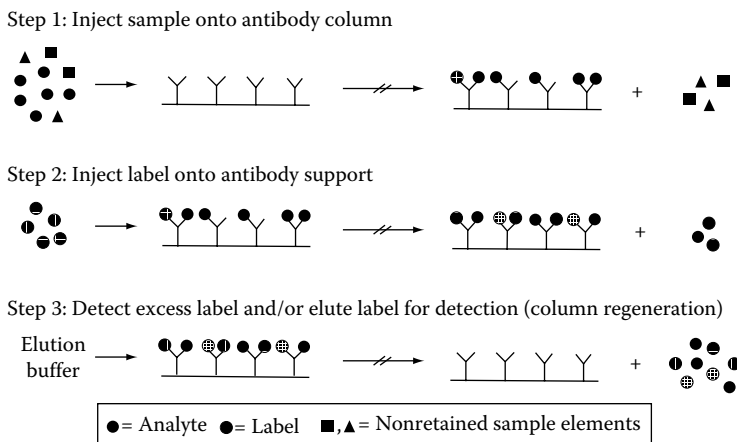 Step 1: Inject sample onto antibody column
+
Step 2: Inject label onto antibody support
+
Step 3: Detect excess label and/or elute label for detection (column regeneration)
Elution
buffer
+
●= Analyte ●= Label ■,▲= Nonretained sample elements